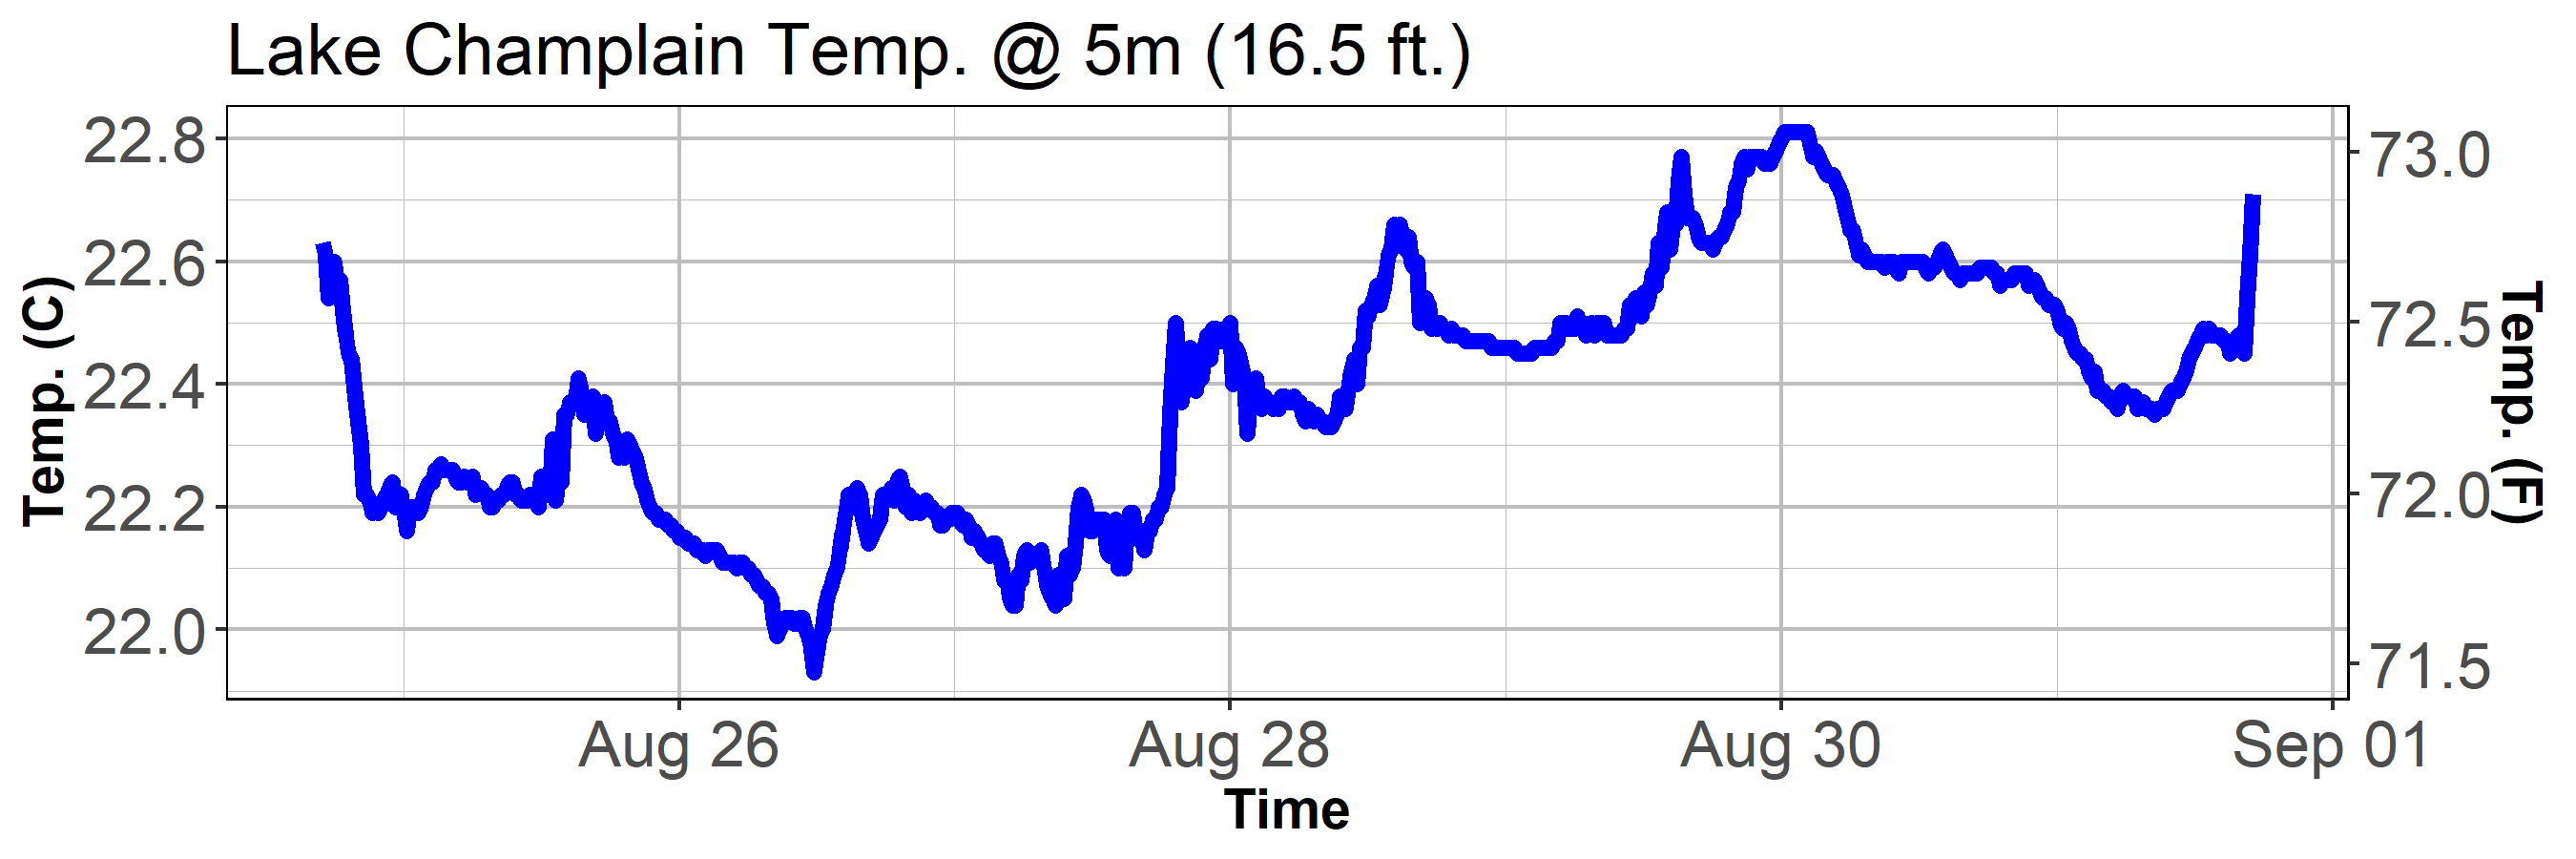 Lake Champlain Temp. @ 5m (16.5 ft.)
Temp. (C)
22.8
22.6
22.4
22.2
22.0
73.0
72.5
72.0
71.5
Temp. (F)
Aug 26
Aug 28
Aug 30
Sep 01
Time